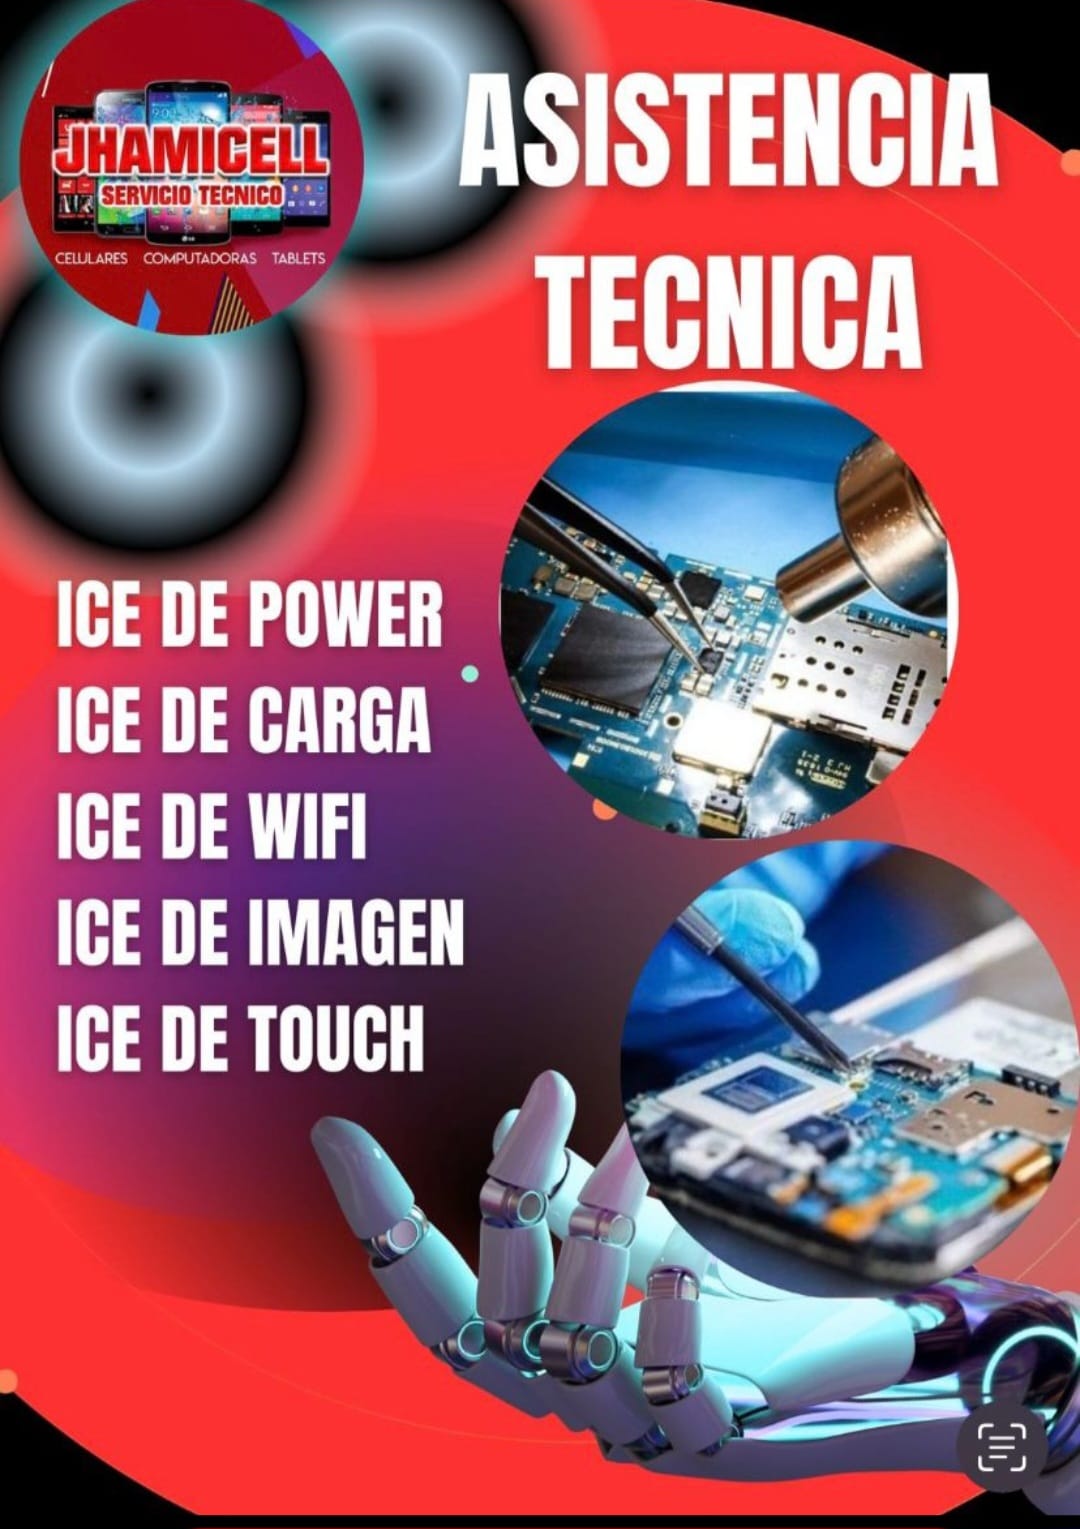 JHAMICELL
SERVICIO TECNICO
CELULARES COMPUTADORAS TABLETS
ASISTENCIA
TECNICA
ICE DE POWER
ICE DE CARGA
ICE DE WIFI
ICE DE IMAGEN
ICE DE TOUCH